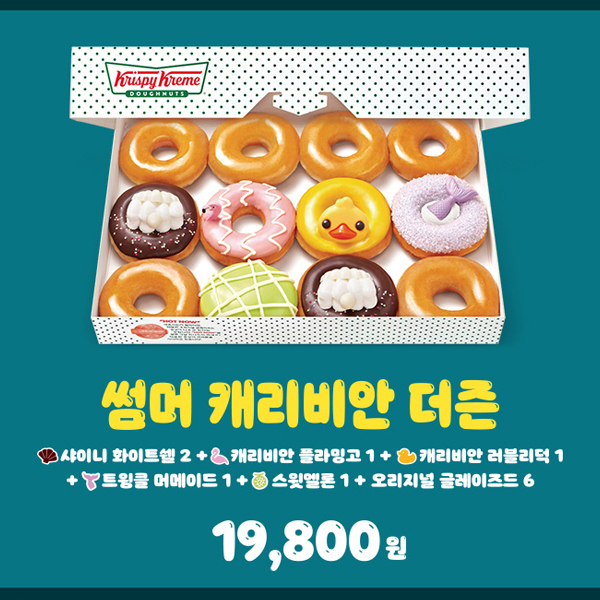 Krispy Kreme
DOUGHNUTS
"HOT NOW"
썸머 캐리비안 더즌
샤이니 화이트쉘 2 + 캐리비안 플라밍고 1 + 캐리비안 러블리덕 1
+ 트윙클 머메이드 1 + 스윗멜론 1 + 오리지널 글레이즈드 6
19,800원